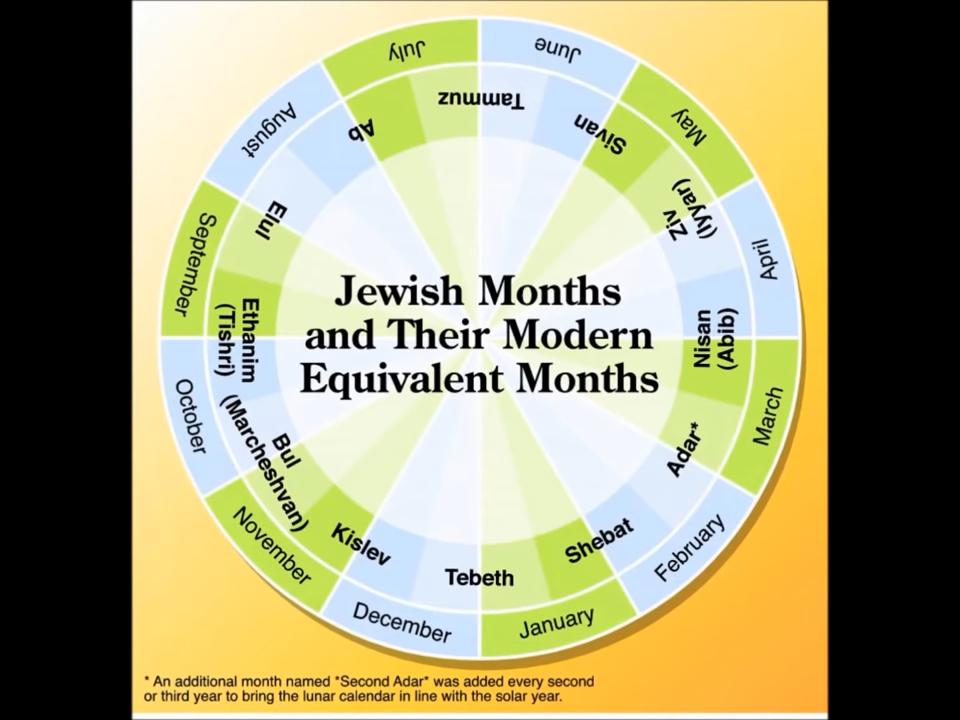 Jewish Months
and Their Modern
Equivalent Months
January
February
March
April
May
June
July
August
September
October
November
December
Tebeth
Shebat
Adar*
Nisan
(Abib)
Ziv
(Iyyar)
Sivan
Tammuz
Ab
Elul
Ethanim
(Tishri)
Bul
(Marcheshvan)
Kislev
* An additional month named "Second Adar" was added every second
or third year to bring the lunar calendar in line with the solar year.